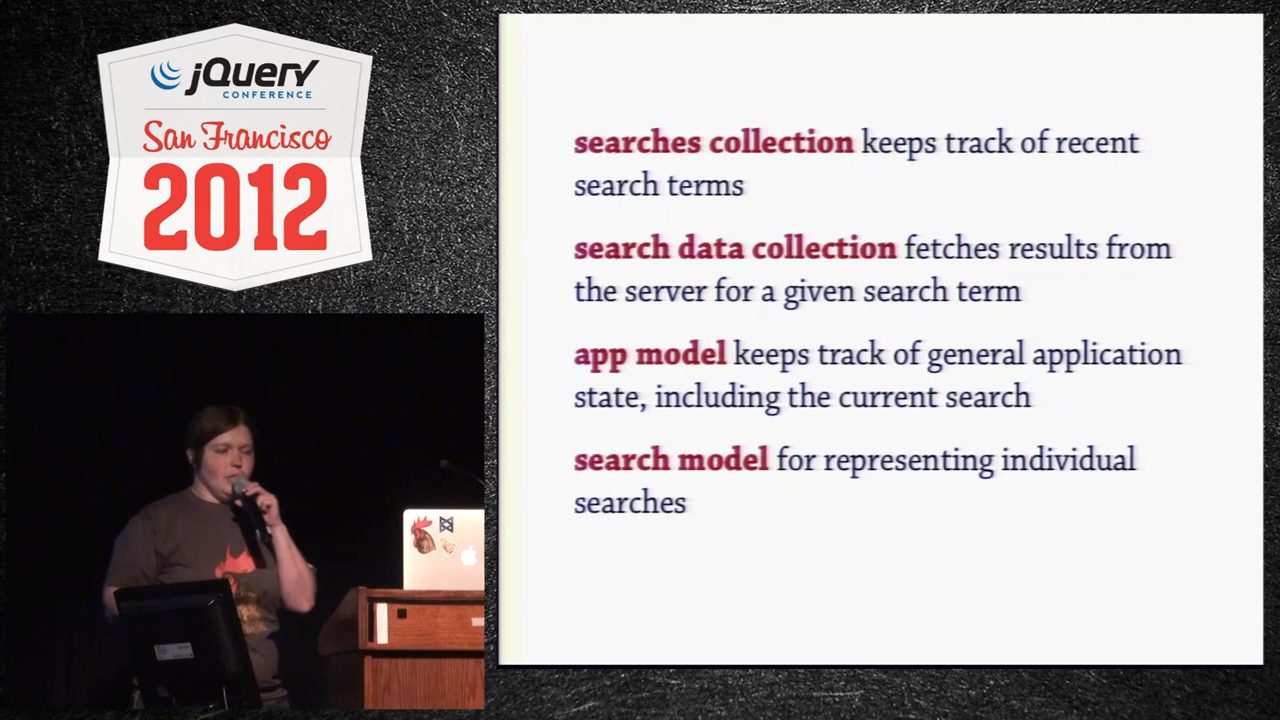 jQuery
CONFERENCE
San Francisco
2012
searches collection keeps track of recent
search terms
search data collection fetches results from
the server for a given search term
app model keeps track of general application
state, including the current search
search model for representing individual
searches